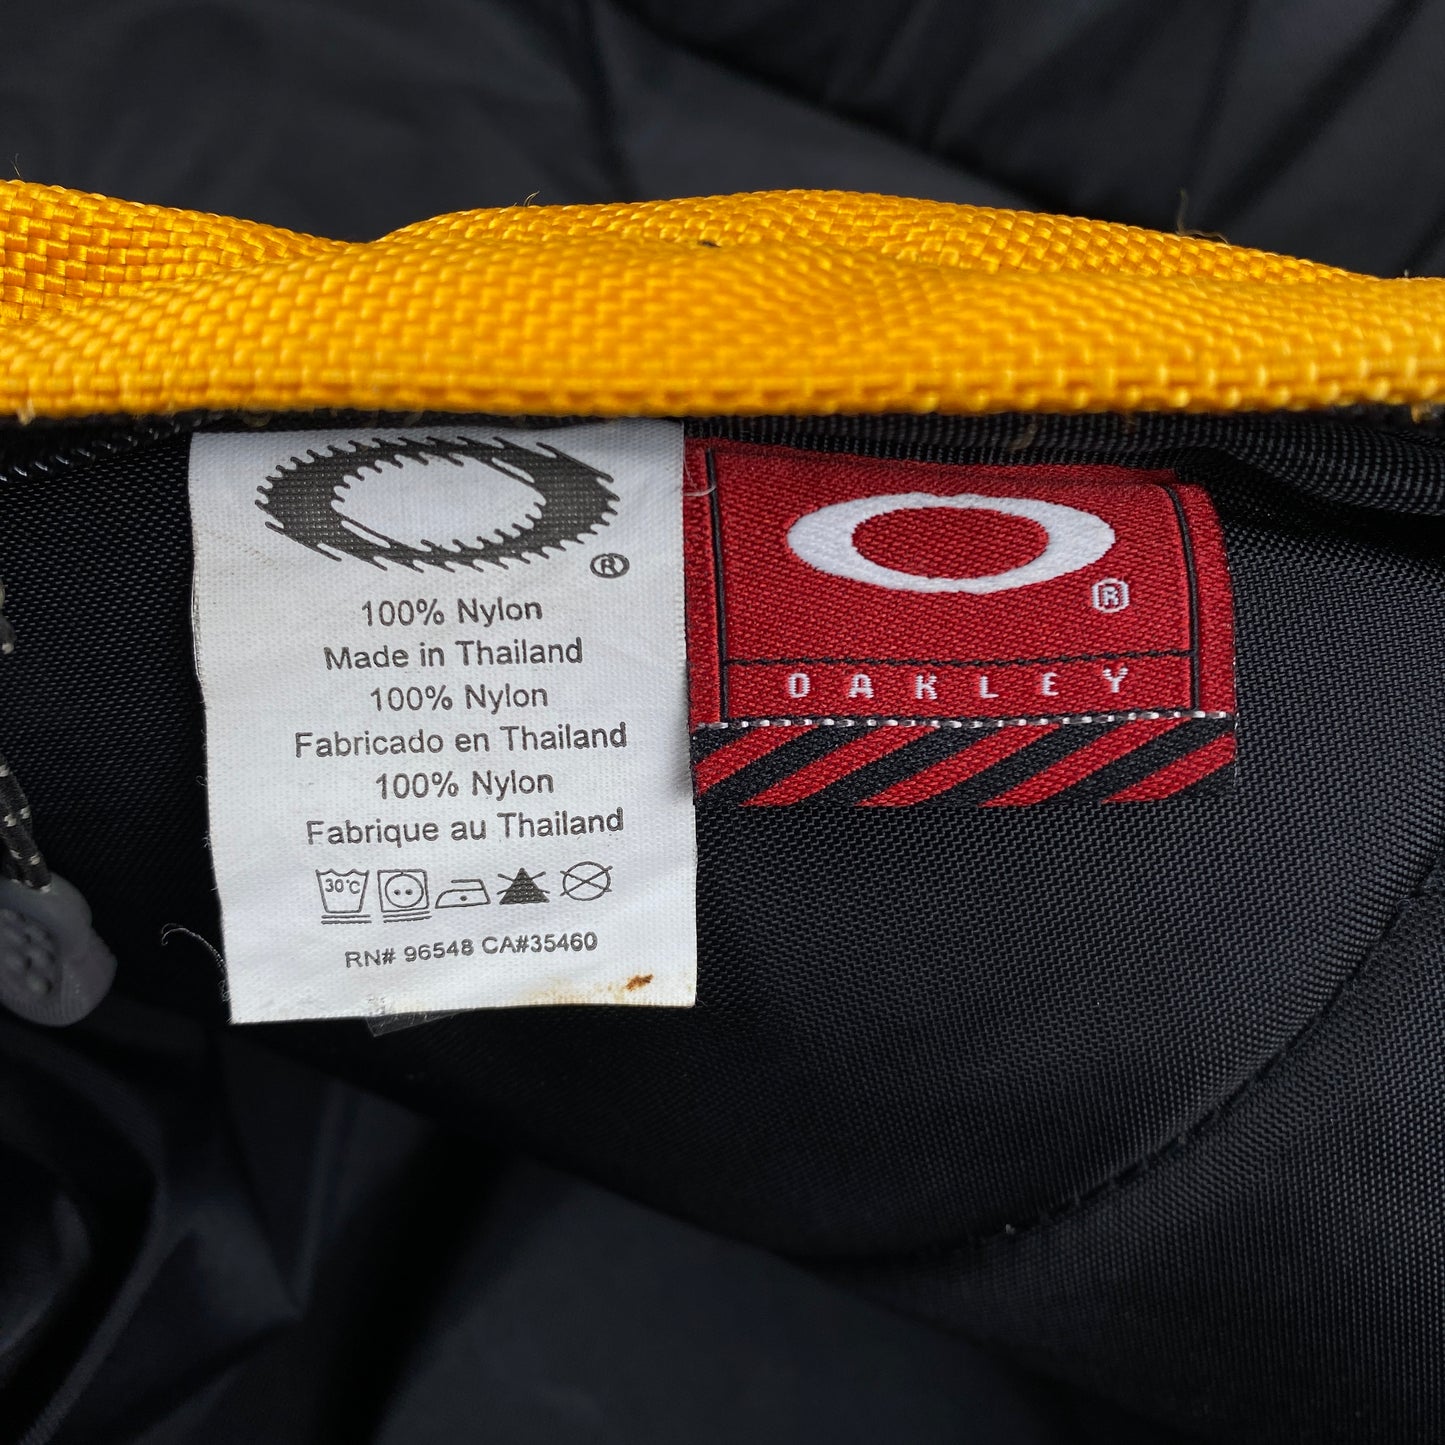 ®
100% Nylon
Made in Thailand
100% Nylon
Fabricado en Thailand
100% Nylon
Fabrique au Thailand
30°C
RN# 96548 CA#35460
®
OAKLEY